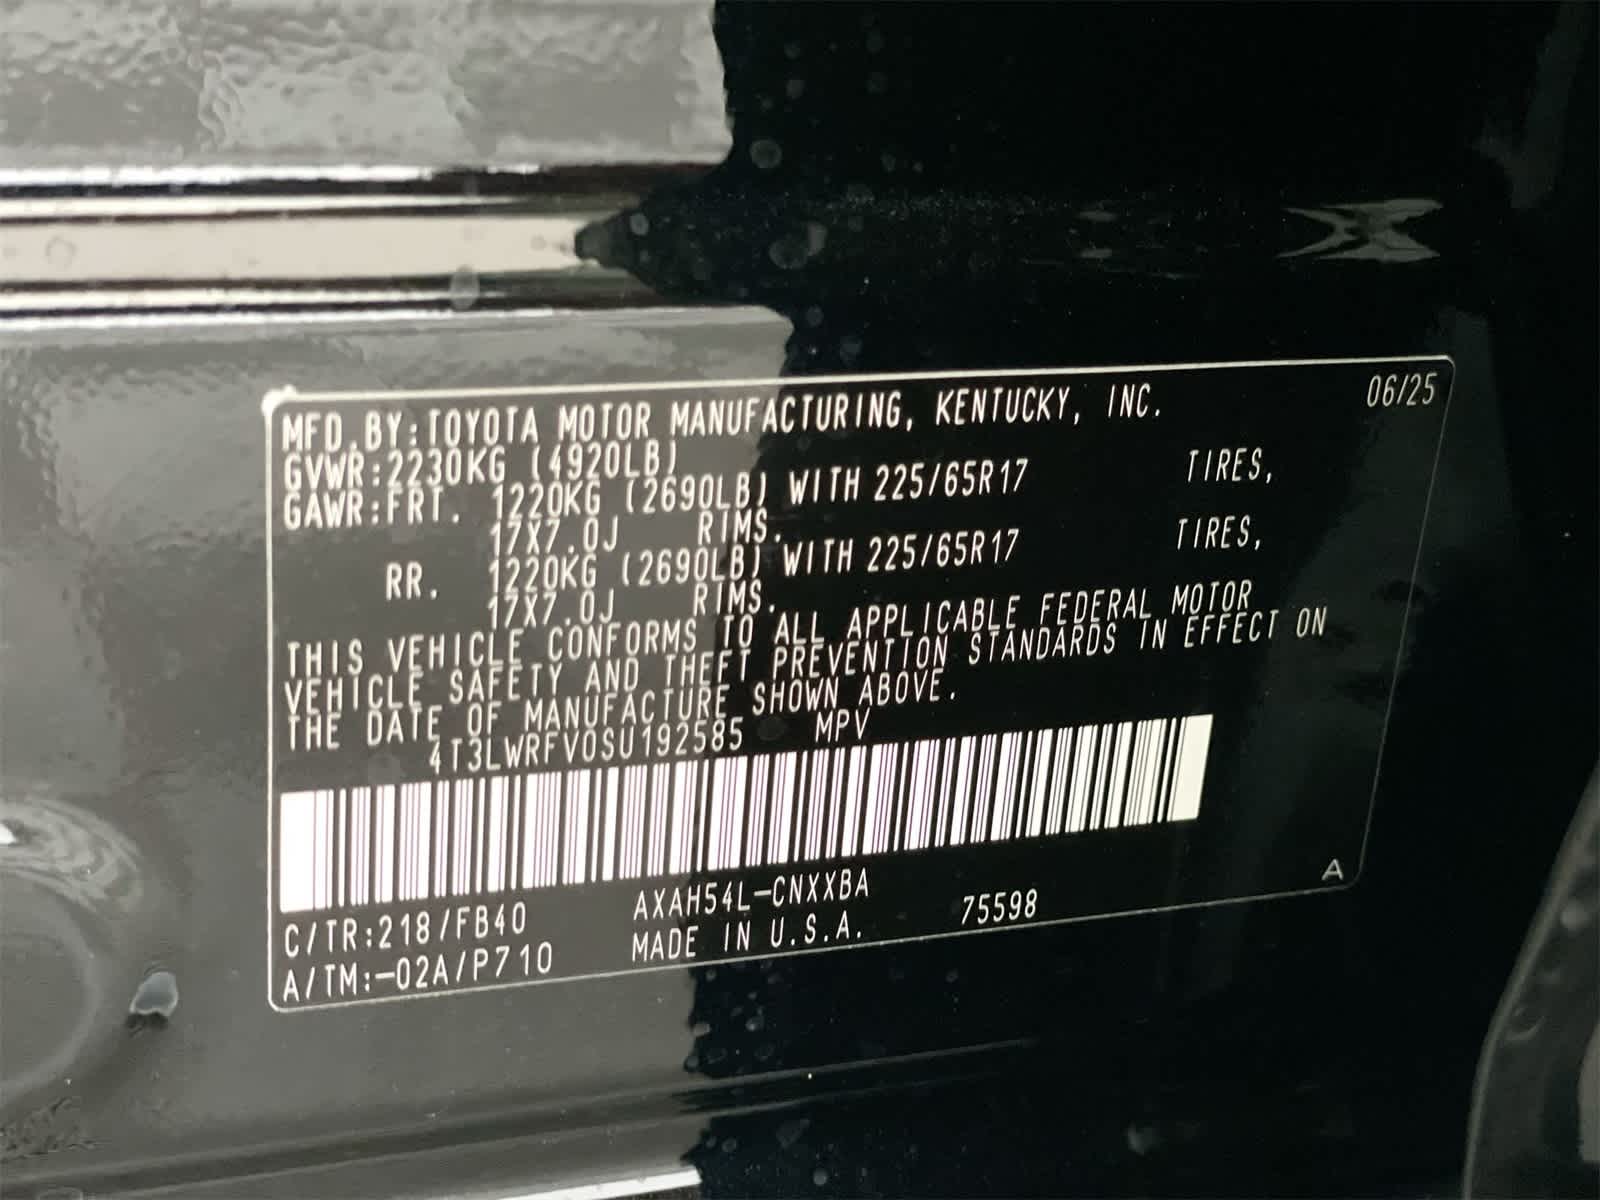 06/25
MFD.BY:TOYOTA MOTOR MANUFACTURING, KENTUCKY, INC.
GVWR:2230KG (4920LB)
GAWR:FRT. 1220KG (2690LB) WITH 225/65R17 TIRES,
17X7.0J RIMS.
RR. 1220KG (2690LB) WITH 225/65R17 TIRES,
17X7.0J RIMS.
THIS VEHICLE CONFORMS TO ALL APPLICABLE FEDERAL MOTOR
VEHICLE SAFETY AND THEFT PREVENTION STANDARDS IN EFFECT ON
THE DATE OF MANUFACTURE SHOWN ABOVE.
4T3LWRFV0SU192585 MPV
C/TR:218/FB40 AXAH54L-CNXXBA 75598 A
A/TM:-02A/P710 MADE IN U.S.A.